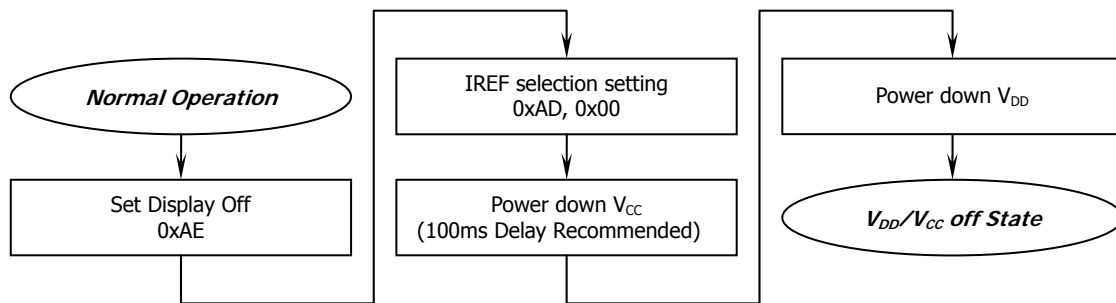 Normal Operation
Set Display Off
0xAE
IREF selection setting
0xAD, 0x00
Power down VCC
(100ms Delay Recommended)
Power down VDD
VDD/VCC off State